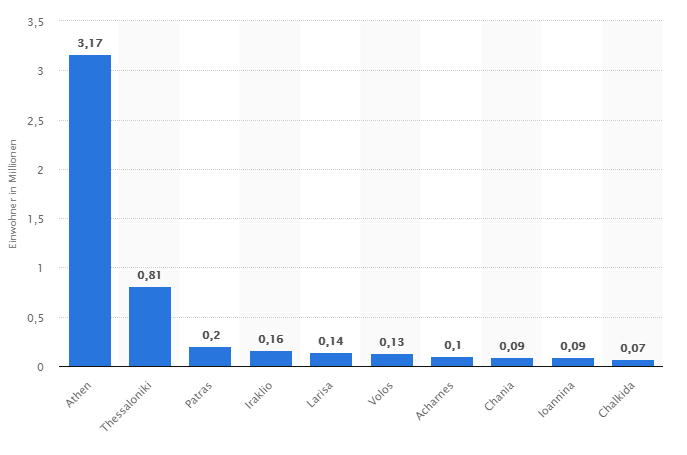 Einwohner in Millionen
3,5
3
2,5
2
1,5
1
0,5
0
3,17
0,81
0,2
0,16
0,14
0,13
0,1
0,09
0,09
0,07
Athen
Thessaloniki
Patras
Iraklio
Larisa
Volos
Acharnes
Chania
Ioannina
Chalkida